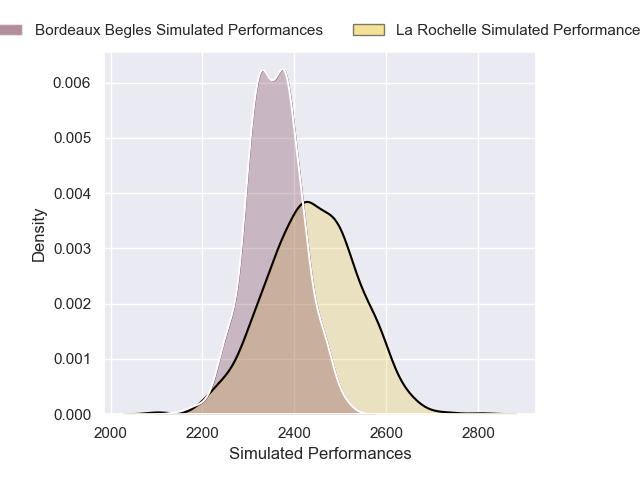 Bordeaux Begles Simulated Performances
La Rochelle Simulated Performance
0.006
0.005
0.004
0.003
0.002
0.001
0.000
Density
2000 2200 2400 2600 2800
Simulated Performances